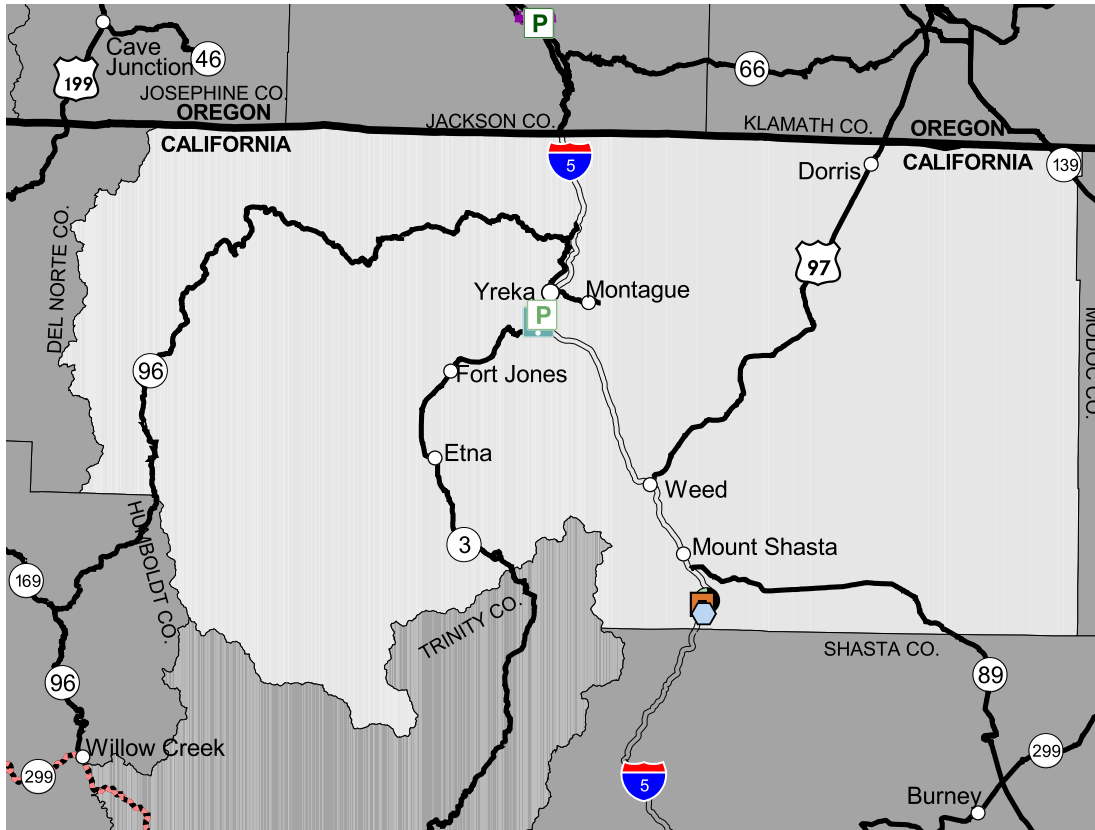 P
Cave
Junction
46
199
66
JOSEPHINE CO.
OREGON
JACKSON CO.
KLAMATH CO.
OREGON
CALIFORNIA
CALIFORNIA
5
139
Dorris
DEL NORTE CO.
97
Yreka
Montague
P
MODOC CO.
96
Fort Jones
Etna
Weed
HUMBOLDT CO.
3
Mount Shasta
169
TRINITY CO.
SHASTA CO.
96
89
Willow Creek
299
5
299
Burney